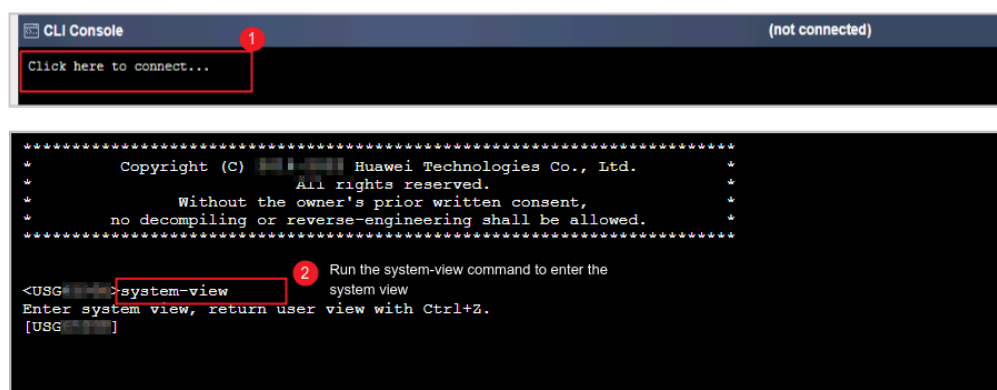 CLI Console (not connected)
1
Click here to connect...
*************************************************************************
* Copyright (C) Huawei Technologies Co., Ltd. *
* All rights reserved. *
* Without the owner's prior written consent, *
* no decompiling or reverse-engineering shall be allowed. *
*************************************************************************
2 Run the system-view command to enter the
system view
<USG >system-view
Enter system view, return user view with Ctrl+Z.
[USG ]